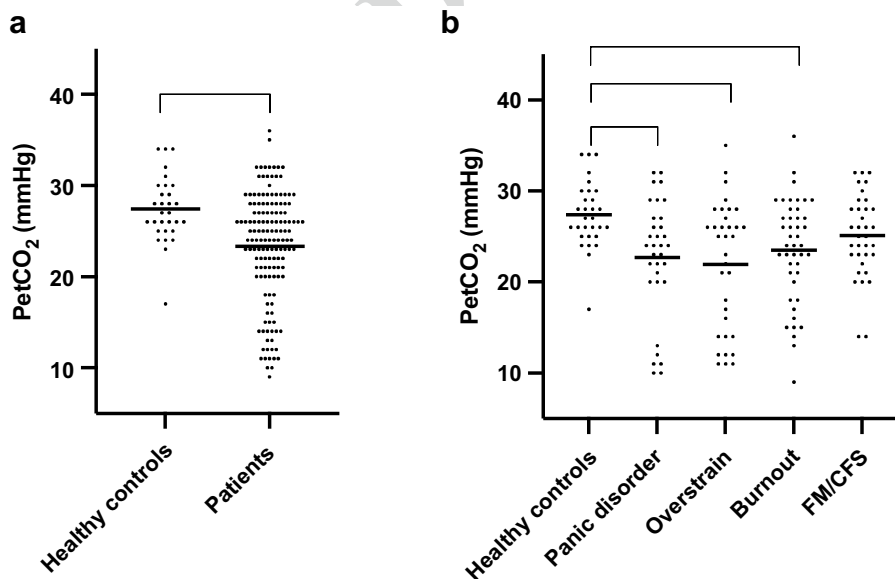 a
PetCO2 (mmHg)
40
30
20
10
Healthy controls
Patients
b
PetCO2 (mmHg)
40
30
20
10
Healthy controls
Panic disorder
Overstrain
Burnout
FM/CFS